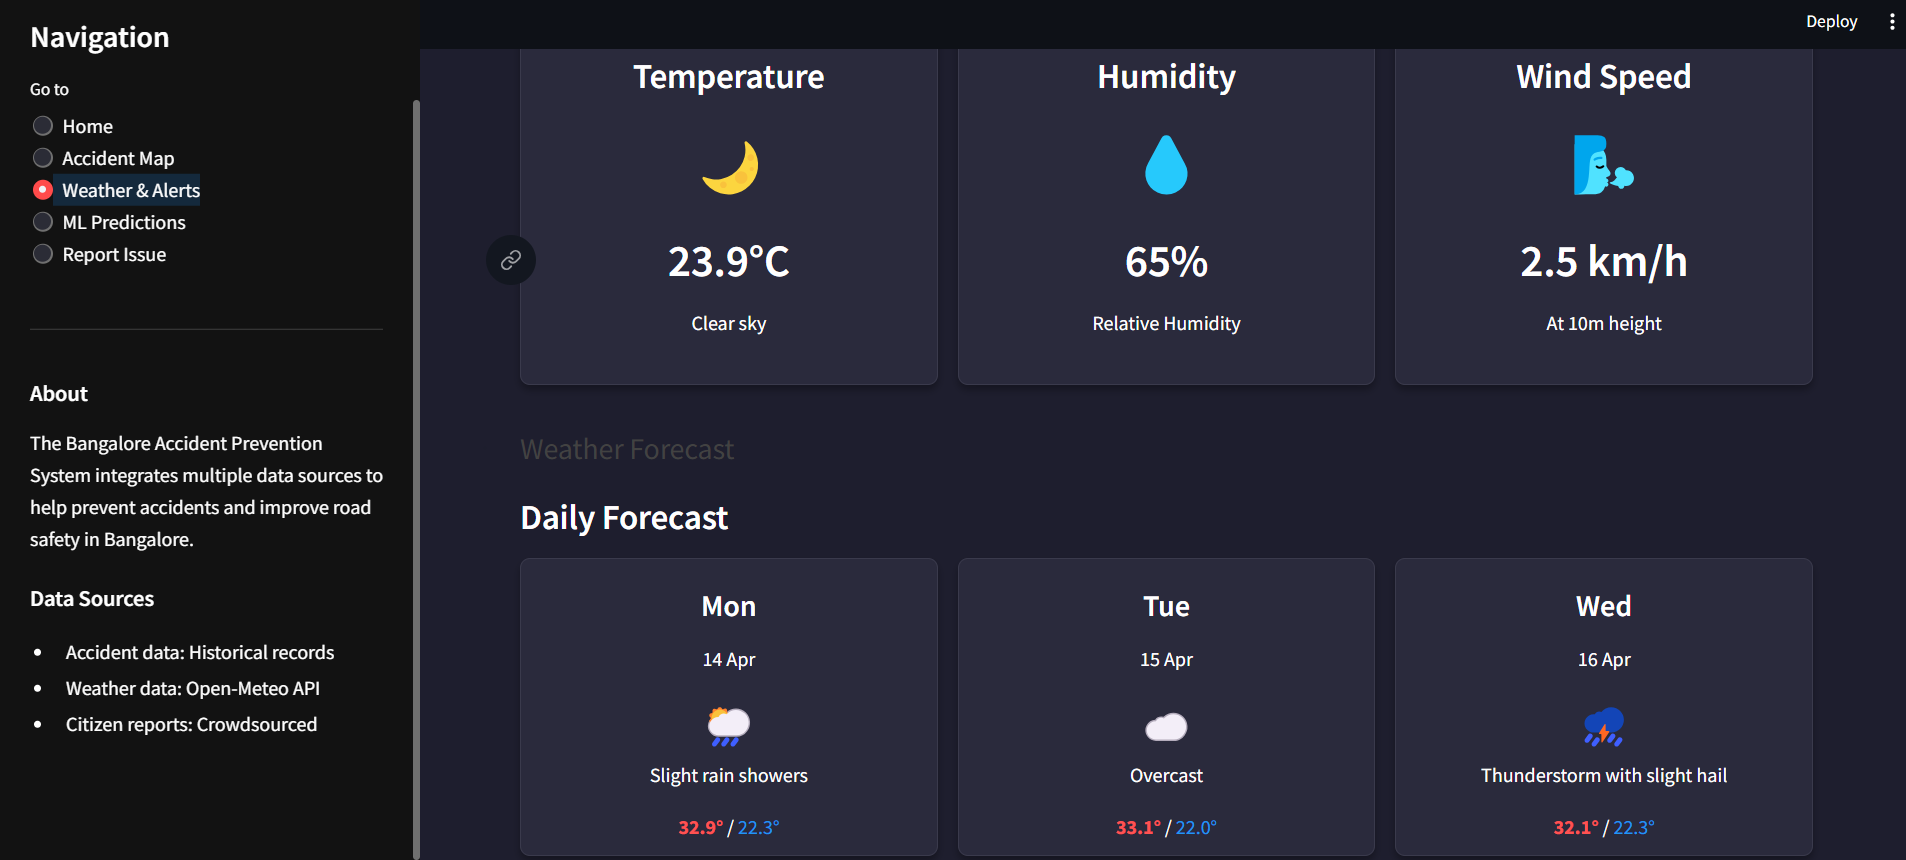 Navigation
Go to
Home
Accident Map
Weather & Alerts
ML Predictions
Report Issue
About
The Bangalore Accident Prevention
System integrates multiple data sources to
help prevent accidents and improve road
safety in Bangalore.
Data Sources
• Accident data: Historical records
• Weather data: Open-Meteo API
• Citizen reports: Crowdsourced
Deploy
Temperature
23.9°C
Clear sky
Humidity
65%
Relative Humidity
Wind Speed
2.5 km/h
At 10m height
Weather Forecast
Daily Forecast
Mon
14 Apr
Slight rain showers
32.9° / 22.3°
Tue
15 Apr
Overcast
33.1° / 22.0°
Wed
16 Apr
Thunderstorm with slight hail
32.1° / 22.3°